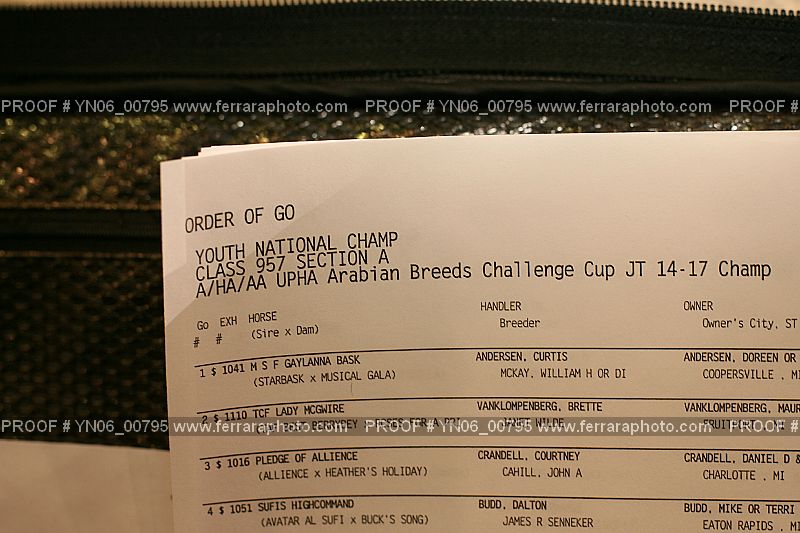 PROOF # YN06_00795 www.ferraraphoto.com PROOF # YN06_00795 www.ferraraphoto.com PROOF
ORDER OF GO
YOUTH NATIONAL CHAMP
CLASS 957 SECTION A
A/HA/AA UPHA Arabian Breeds Challenge Cup JT 14-17 Champ
Go EXH HORSE HANDLER OWNER
# # (Sire x Dam) Breeder Owner's City, ST
1 $ 1041 M S F GAYLANNA BASK ANDERSEN, CURTIS ANDERSEN, DOREEN OR
(STARBASK x MUSICAL GALA) MCKAY, WILLIAM H OR DI COOPERSVILLE , MI
2 $ 1110 TCF LADY MCGWIRE VANKLOMPENBERG, BRETTE VANKLOMPENBERG, MAUR
PROOF # YN06_00795 www.ferraraphoto.com PROOF # YN06_00795 www.ferraraphoto.com PROOF
JANET WILDE
3 $ 1016 PLEDGE OF ALLIENCE CRANDELL, COURTNEY CRANDELL, DANIEL D &
(ALLIENCE x HEATHER'S HOLIDAY) CAHILL, JOHN A CHARLOTTE , MI
4 $ 1051 SUFIS HIGHCOMMAND BUDD, DALTON BUDD, MIKE OR TERRI
(AVATAR AL SUFI x BUCK'S SONG) JAMES R SENNEKER EATON RAPIDS , MI